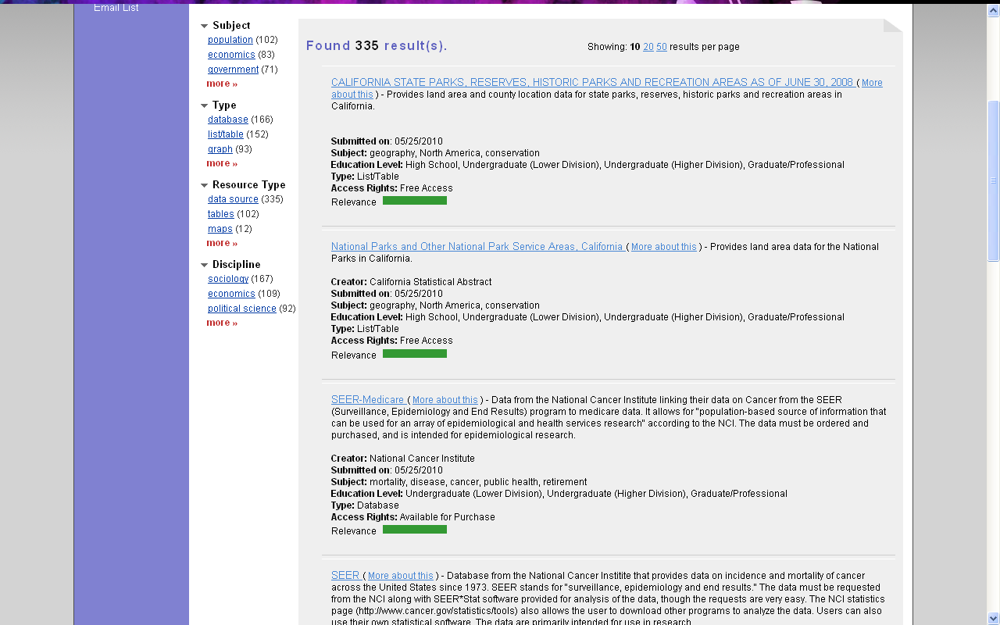 Email List
Subject
population (102)
economics (83)
government (71)
more »
Type
database (166)
list/table (152)
graph (93)
more »
Resource Type
data source (335)
tables (102)
maps (12)
more »
Discipline
sociology (167)
economics (109)
political science (92)
more »
Found 335 result(s).
Showing: 10 20 50 results per page
CALIFORNIA STATE PARKS, RESERVES, HISTORIC PARKS AND RECREATION AREAS AS OF JUNE 30, 2008 ( More
about this ) - Provides land area and county location data for state parks, reserves, historic parks and recreation areas in
California.
Submitted on: 05/25/2010
Subject: geography, North America, conservation
Education Level: High School, Undergraduate (Lower Division), Undergraduate (Higher Division), Graduate/Professional
Type: List/Table
Access Rights: Free Access
Relevance
National Parks and Other National Park Service Areas, California ( More about this ) - Provides land area data for the National
Parks in California.
Creator: California Statistical Abstract
Submitted on: 05/25/2010
Subject: geography, North America, conservation
Education Level: High School, Undergraduate (Lower Division), Undergraduate (Higher Division), Graduate/Professional
Type: List/Table
Access Rights: Free Access
Relevance
SEER-Medicare ( More about this ) - Data from the National Cancer Institute linking their data on Cancer from the SEER
(Surveillance, Epidemiology and End Results) program to medicare data. It allows for "population-based source of information that
can be used for an array of epidemiological and health services research" according to the NCI. The data must be ordered and
purchased, and is intended for epidemiological research.
Creator: National Cancer Institute
Submitted on: 05/25/2010
Subject: mortality, disease, cancer, public health, retirement
Education Level: Undergraduate (Lower Division), Undergraduate (Higher Division), Graduate/Professional
Type: Database
Access Rights: Available for Purchase
Relevance
SEER ( More about this ) - Database from the National Cancer Institite that provides data on incidence and mortality of cancer
across the United States since 1973. SEER stands for "surveillance, epidemiology and end results." The data must be requested
from the NCI along with SEER*Stat software provided for analysis of the data, though the requests are very easy. The NCI statistics
page (http://www.cancer.gov/statistics/tools) also allows the user to download other programs to analyze the data. Users can also
use their own statistical software. The data are primarily intended for use in research.